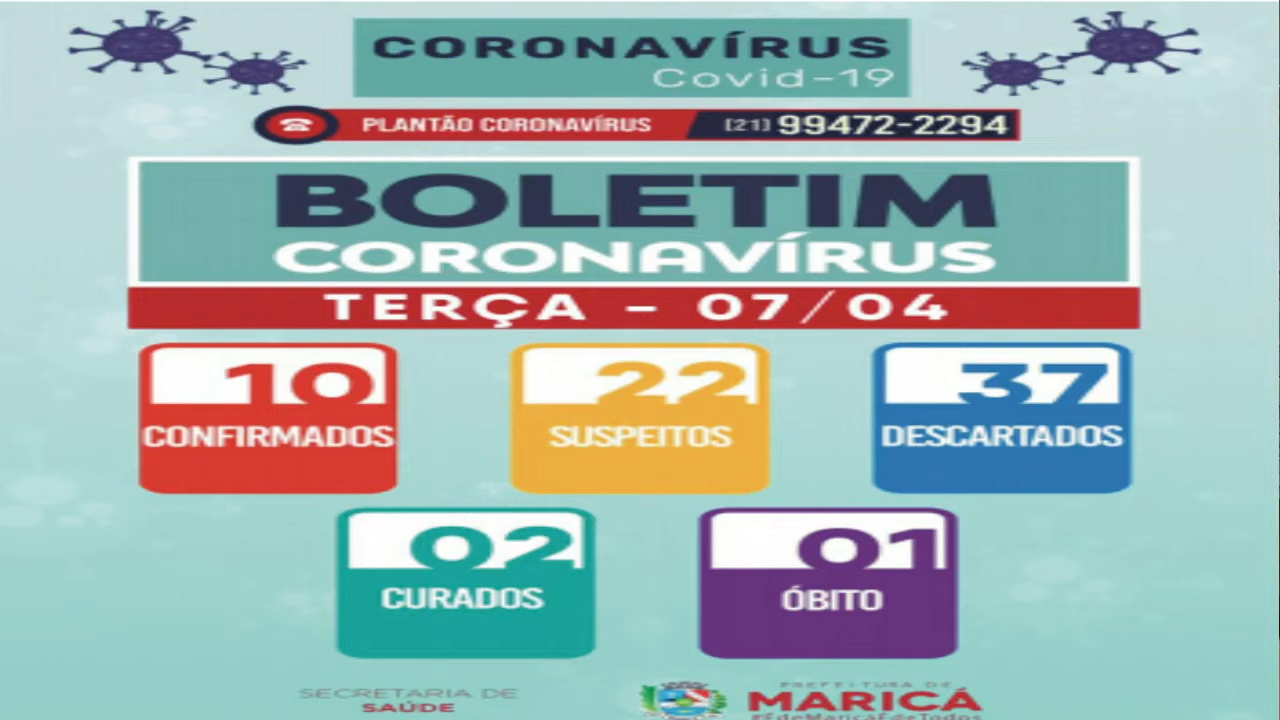 CORONAVÍRUS
Covid-19
PLANTÃO CORONAVÍRUS (21) 99472-2294
BOLETIM
CORONAVÍRUS
TERÇA - 07/04
10 22 37
CONFIRMADOS SUSPEITOS DESCARTADOS
02 01
CURADOS ÓBITO
SECRETARIA DE
SAÚDE
PREFEITURA DE
MARICÁ
#ÉdeMaricáÉdeTodos